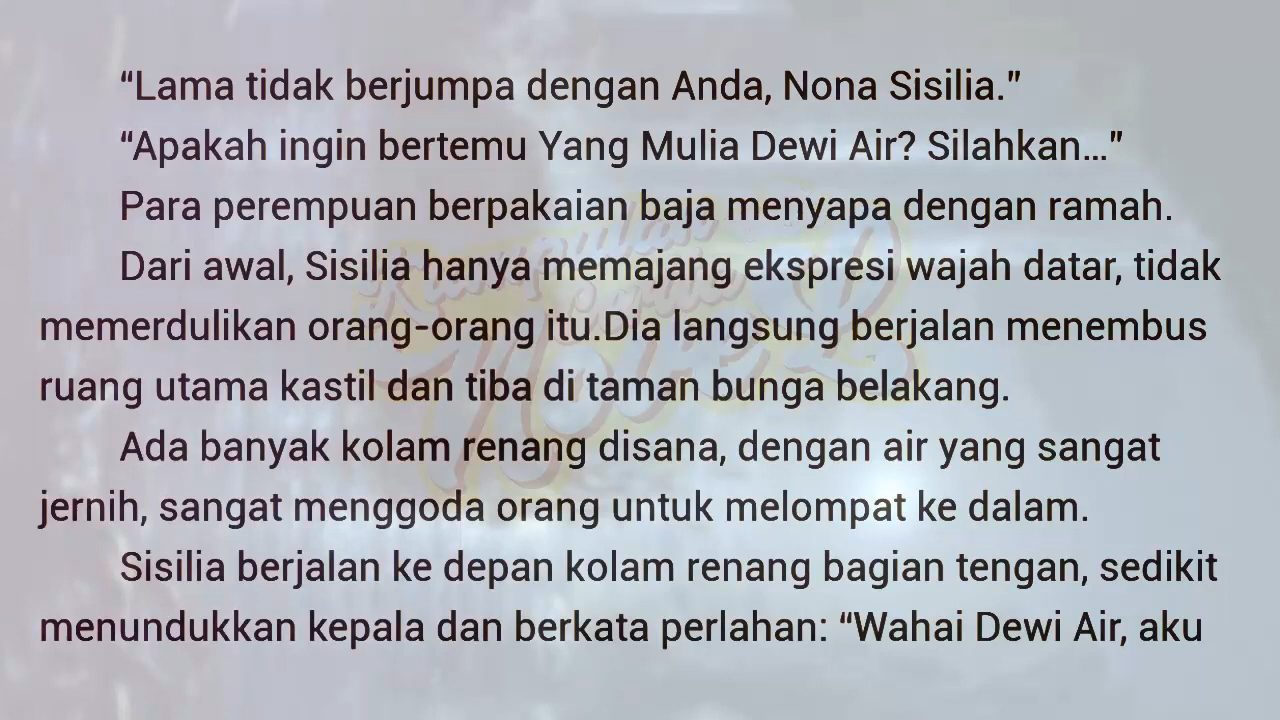 “Lama tidak berjumpa dengan Anda, Nona Sisilia.”
“Apakah ingin bertemu Yang Mulia Dewi Air? Silahkan...”
Para perempuan berpakaian baja menyapa dengan ramah.
Dari awal, Sisilia hanya memajang ekspresi wajah datar, tidak
memerdulikan orang-orang itu.Dia langsung berjalan menembus
ruang utama kastil dan tiba di taman bunga belakang.
Ada banyak kolam renang disana, dengan air yang sangat
jernih, sangat menggoda orang untuk melompat ke dalam.
Sisilia berjalan ke depan kolam renang bagian tengan, sedikit
menundukkan kepala dan berkata perlahan: “Wahai Dewi Air, aku